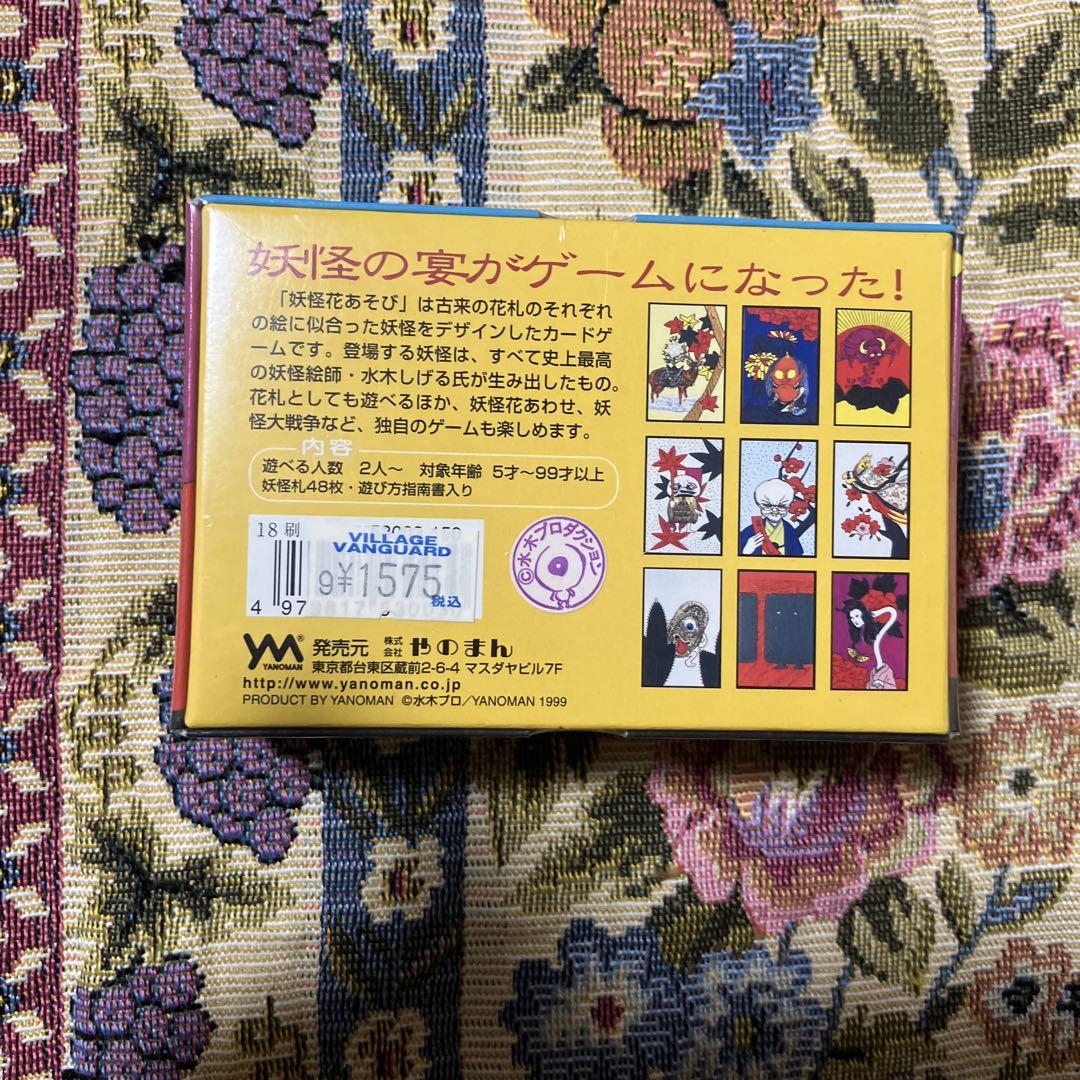 妖怪の宴がゲームになった!
「妖怪花あそび」は古来の花札のそれぞれ
の絵に似合った妖怪をデザインしたカードゲ
ームです。登場する妖怪は、すべて史上最高
の妖怪絵師・水木しげる氏が生み出したもの。
花札としても遊べるほか、妖怪花あわせ、妖
怪大戦争など、独自のゲームも楽しめます。
内容
遊べる人数 2人〜 対象年齢 5才〜99才以上
妖怪札48枚・遊び方指南書入り
18刷
VILLAGE
VANGUARD
9¥1575
税込
4 97
©水木プロダクション
YM®
YANOMAN
発売元 株式会社 やのまん
東京都台東区蔵前2-6-4 マスダヤビル7F
http://www.yanoman.co.jp
PRODUCT BY YANOMAN ©水木プロ/YANOMAN 1999